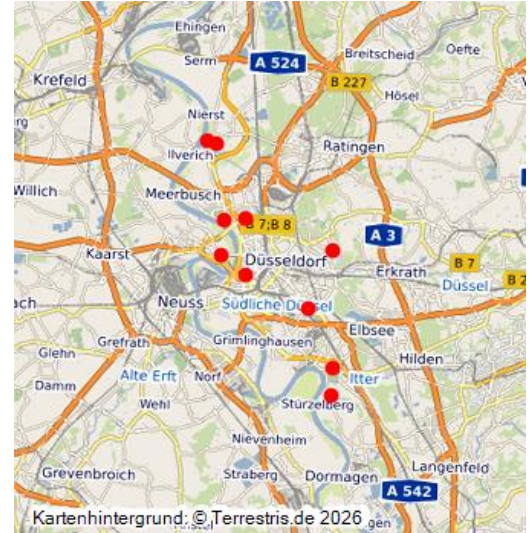 Ehingen
Serm
A 524
Breitscheid
Oefte
Krefeld
B 227
Hösel
Nierst
Ratingen
Ilverich
Willich
Meerbusch
B 7;B 8
A 3
Kaarst
Düsseldorf
B 7
Erkrath
Düssel
B 2
Neuss
Südliche Düssel
Elbsee
Grefrath
Grimlinghausen
Hilden
Glehn
Alte Erft
Norf
Itter
Damm
Wehl
Stürzelberg
Nievenheim
Langenfeld
Grevenbroich
Straberg
Dormagen
A 542
Kartenhintergrund: © Terrestris.de 2026